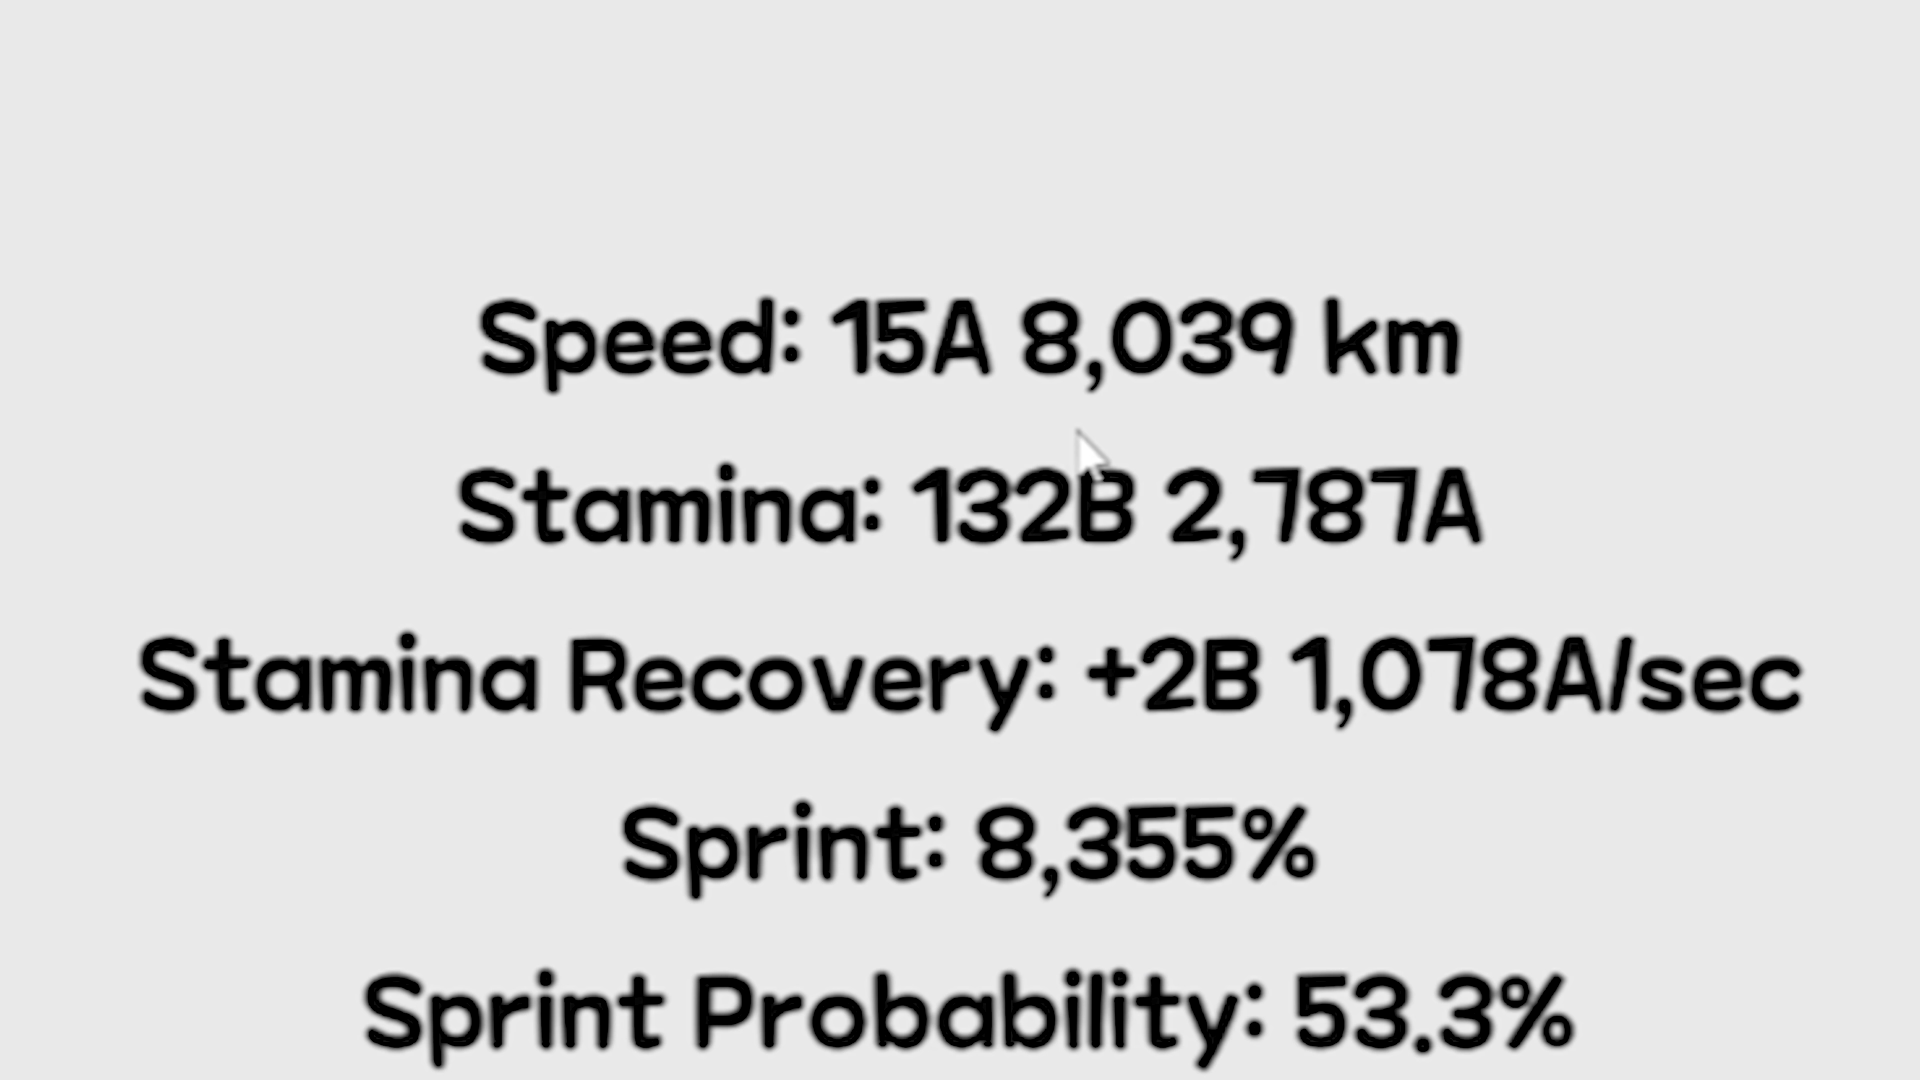 Speed: 15A 8,039 km
Stamina: 132B 2,787A
Stamina Recovery: +2B 1,078A/sec
Sprint: 8,355%
Sprint Probability: 53.3%